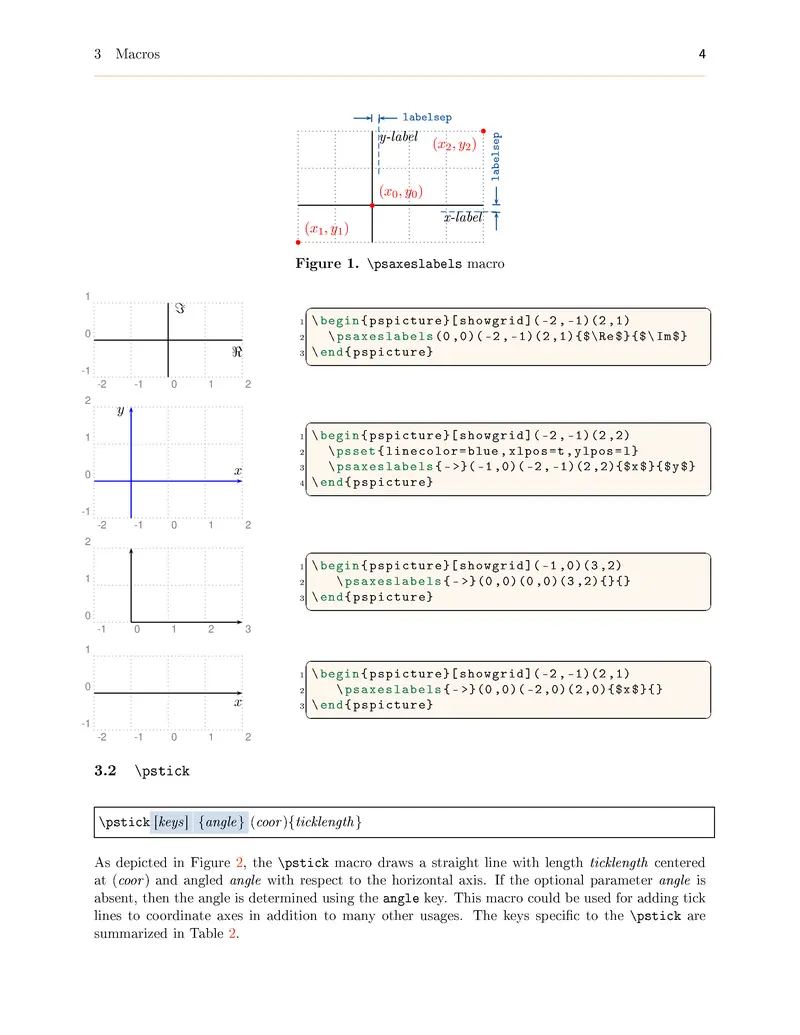 3 Macros 4
labelsep
y-label
(x2, y2)
labelsep
(x0, y0)
x-label
(x1, y1)
Figure 1. \psaxeslabels macro
1
0
-1
-2 -1 0 1 2
ℑ
ℜ
1 \begin{pspicture}[showgrid](-2,-1)(2,1)
2 \psaxeslabels(0,0)(-2,-1)(2,1){$\Re$}{$\Im$}
3 \end{pspicture}
2
1
0
-1
-2 -1 0 1 2
y
x
1 \begin{pspicture}[showgrid](-2,-1)(2,2)
2 \psset{linecolor=blue,xlpos=t,ylpos=l}
3 \psaxeslabels{->}(-1,0)(-2,-1)(2,2){$x$}{$y$}
4 \end{pspicture}
2
1
0
-1 0 1 2 3
1 \begin{pspicture}[showgrid](-1,0)(3,2)
2 \psaxeslabels{->}(0,0)(0,0)(3,2){}{}
3 \end{pspicture}
1
0
-1
-2 -1 0 1 2
x
1 \begin{pspicture}[showgrid](-2,-1)(2,1)
2 \psaxeslabels{->}(0,0)(-2,0)(2,0){$x$}{}
3 \end{pspicture}
3.2 \pstick
\pstick [keys] {angle} (coor){ticklength}
As depicted in Figure 2, the \pstick macro draws a straight line with length ticklength centered
at (coor) and angled angle with respect to the horizontal axis. If the optional parameter angle is
absent, then the angle is determined using the angle key. This macro could be used for adding tick
lines to coordinate axes in addition to many other usages. The keys specific to the \pstick are
summarized in Table 2.